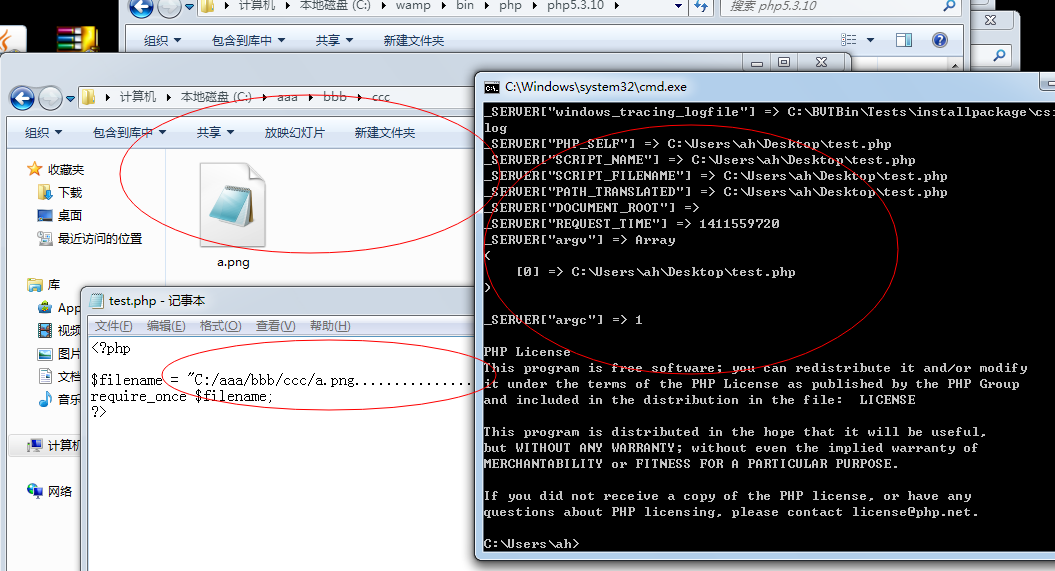 计算机 本地磁盘 (C:) wamp bin php php5.3.10
搜索 php5.3.10
组织 包含到库中 共享 新建文件夹
计算机 本地磁盘 (C:) aaa bbb ccc
组织 包含到库中 共享 放映幻灯片 新建文件夹
收藏夹
下载
桌面
最近访问的位置
库
App
视频
图片
文档
音乐
计算机
网络
a.png
test.php - 记事本
文件(F) 编辑(E) 格式(O) 查看(V) 帮助(H)
<?php
$filename = "C:/aaa/bbb/ccc/a.png...............
require_once $filename;
?>
C:\Windows\system32\cmd.exe
_SERVER["windows_tracing_logfile"] => C:\BVTBin\Tests\installpackage\csi
log
_SERVER["PHP_SELF"] => C:\Users\ah\Desktop\test.php
_SERVER["SCRIPT_NAME"] => C:\Users\ah\Desktop\test.php
_SERVER["SCRIPT_FILENAME"] => C:\Users\ah\Desktop\test.php
_SERVER["PATH_TRANSLATED"] => C:\Users\ah\Desktop\test.php
_SERVER["DOCUMENT_ROOT"] =>
_SERVER["REQUEST_TIME"] => 1411559720
_SERVER["argv"] => Array
(
[0] => C:\Users\ah\Desktop\test.php
)
_SERVER["argc"] => 1
PHP License
This program is free software; you can redistribute it and/or modify
it under the terms of the PHP License as published by the PHP Group
and included in the distribution in the file:  LICENSE
This program is distributed in the hope that it will be useful,
but WITHOUT ANY WARRANTY; without even the implied warranty of
MERCHANTABILITY or FITNESS FOR A PARTICULAR PURPOSE.
If you did not receive a copy of the PHP license, or have any
questions about PHP licensing, please contact license@php.net.
C:\Users\ah>